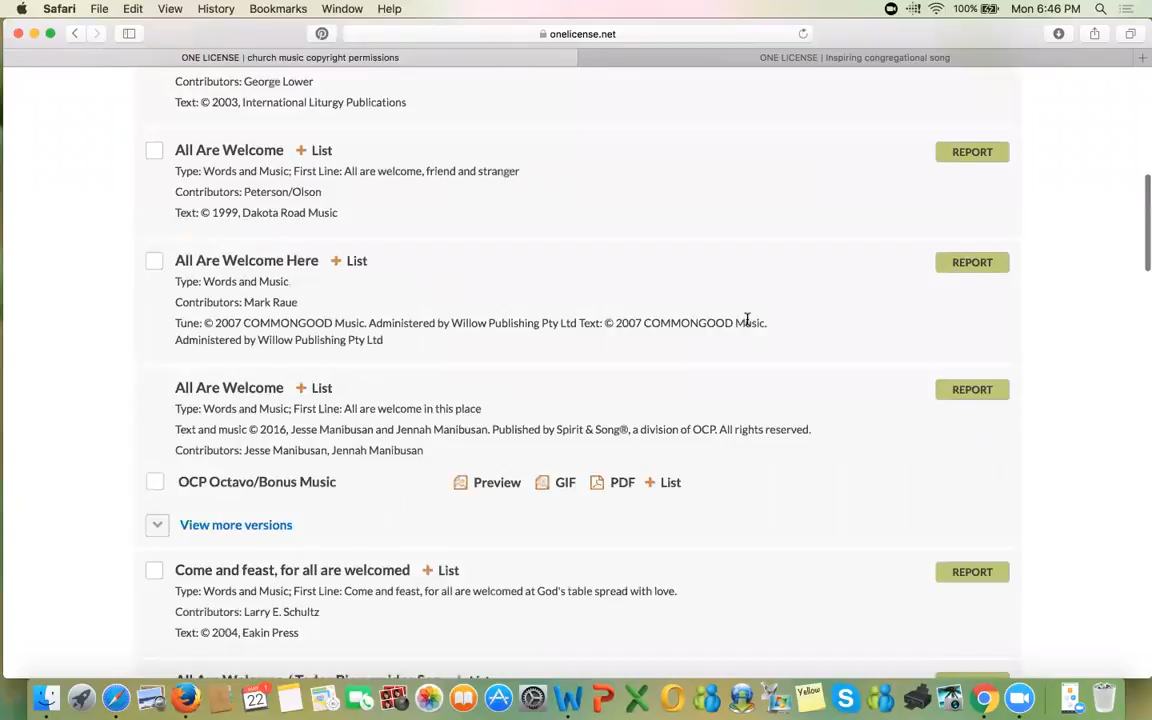 Safari File Edit View History Bookmarks Window Help 100% Mon 6:46 PM
onelicense.net
ONE LICENSE | church music copyright permissions ONE LICENSE | Inspiring congregational song
Contributors: George Lower
Text: © 2003, International Liturgy Publications
All Are Welcome + List REPORT
Type: Words and Music; First Line: All are welcome, friend and stranger
Contributors: Peterson/Olson
Text: © 1999, Dakota Road Music
All Are Welcome Here + List REPORT
Type: Words and Music
Contributors: Mark Raue
Tune: © 2007 COMMONGOOD Music. Administered by Willow Publishing Pty Ltd Text: © 2007 COMMONGOOD Music.
Administered by Willow Publishing Pty Ltd
All Are Welcome + List REPORT
Type: Words and Music; First Line: All are welcome in this place
Text and music © 2016, Jesse Manibusan and Jennah Manibusan. Published by Spirit & Song®, a division of OCP. All rights reserved.
Contributors: Jesse Manibusan, Jennah Manibusan
OCP Octavo/Bonus Music Preview GIF PDF + List
View more versions
Come and feast, for all are welcomed + List REPORT
Type: Words and Music; First Line: Come and feast, for all are welcomed at God's table spread with love.
Contributors: Larry E. Schultz
Text: © 2004, Eakin Press
22 Yellow